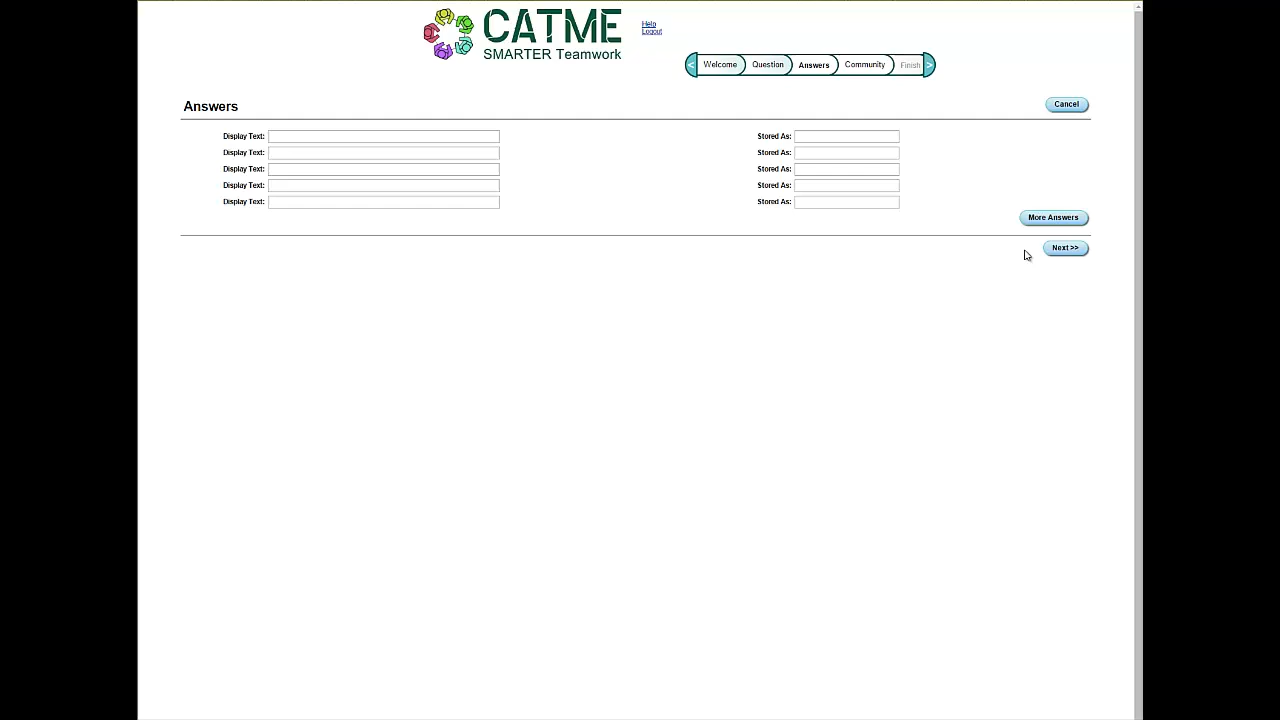 CATME
SMARTER Teamwork
Help
Logout
< Welcome Question Answers Community Finish >
Answers
Cancel
Display Text: Stored As:
Display Text: Stored As:
Display Text: Stored As:
Display Text: Stored As:
Display Text: Stored As:
More Answers
Next >>